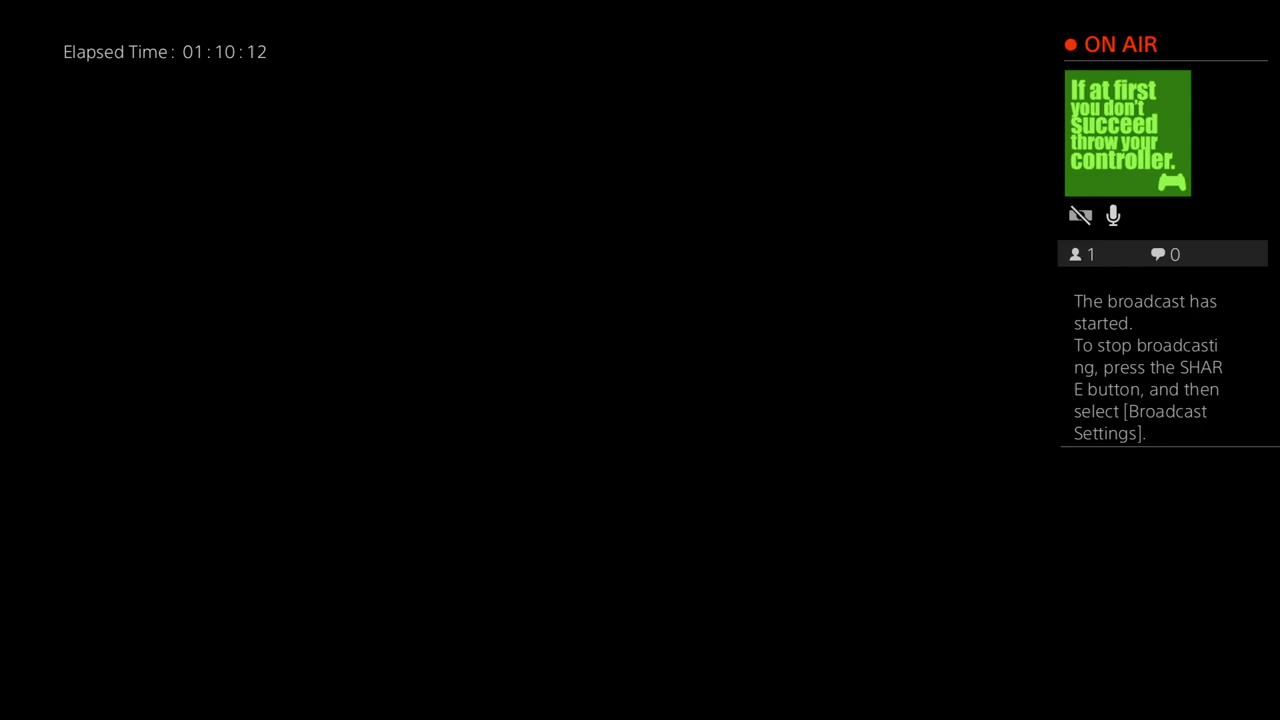 Elapsed Time: 01:10:12
ON AIR
If at first
you don't
succeed
throw your
controller.
1
0
The broadcast has
started.
To stop broadcasti
ng, press the SHAR
E button, and then
select [Broadcast
Settings].